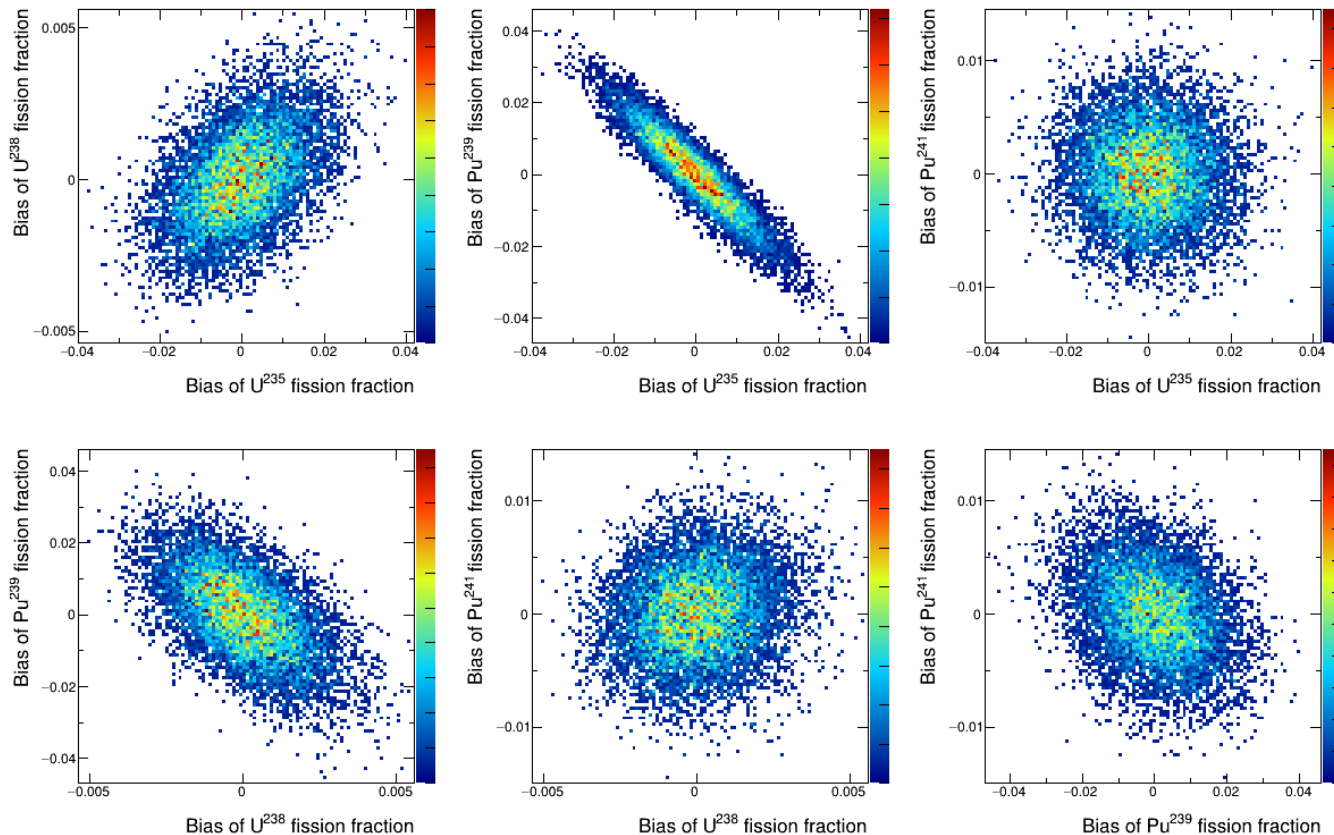 Bias of U²³⁸ fission fraction
0.005
0
−0.005
−0.04 −0.02 0 0.02 0.04
Bias of U²³⁵ fission fraction
Bias of Pu²³⁹ fission fraction
0.04
0.02
0
−0.02
−0.04
−0.04 −0.02 0 0.02 0.04
Bias of U²³⁵ fission fraction
Bias of Pu²⁴¹ fission fraction
0.01
0
−0.01
−0.04 −0.02 0 0.02 0.04
Bias of U²³⁵ fission fraction
Bias of Pu²³⁹ fission fraction
0.04
0.02
0
−0.02
−0.04
−0.005 0 0.005
Bias of U²³⁸ fission fraction
Bias of Pu²⁴¹ fission fraction
0.01
0
−0.01
−0.005 0 0.005
Bias of U²³⁸ fission fraction
Bias of Pu²⁴¹ fission fraction
0.01
0
−0.01
−0.04 −0.02 0 0.02 0.04
Bias of Pu²³⁹ fission fraction